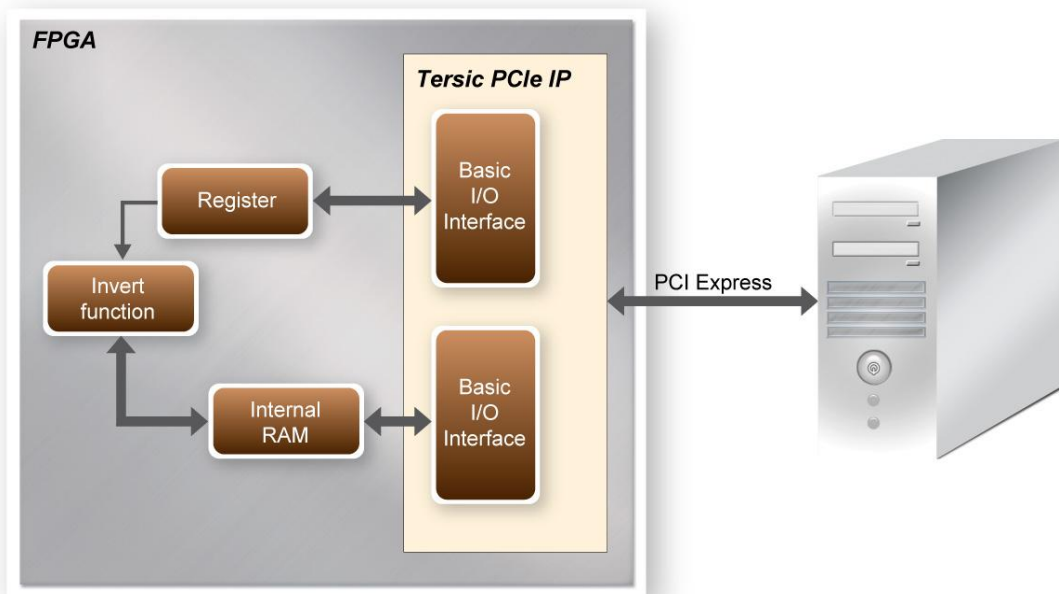 FPGA
Tersic PCIe IP
Basic
I/O
Interface
Register
Invert
function
PCI Express
Basic
I/O
Interface
Internal
RAM